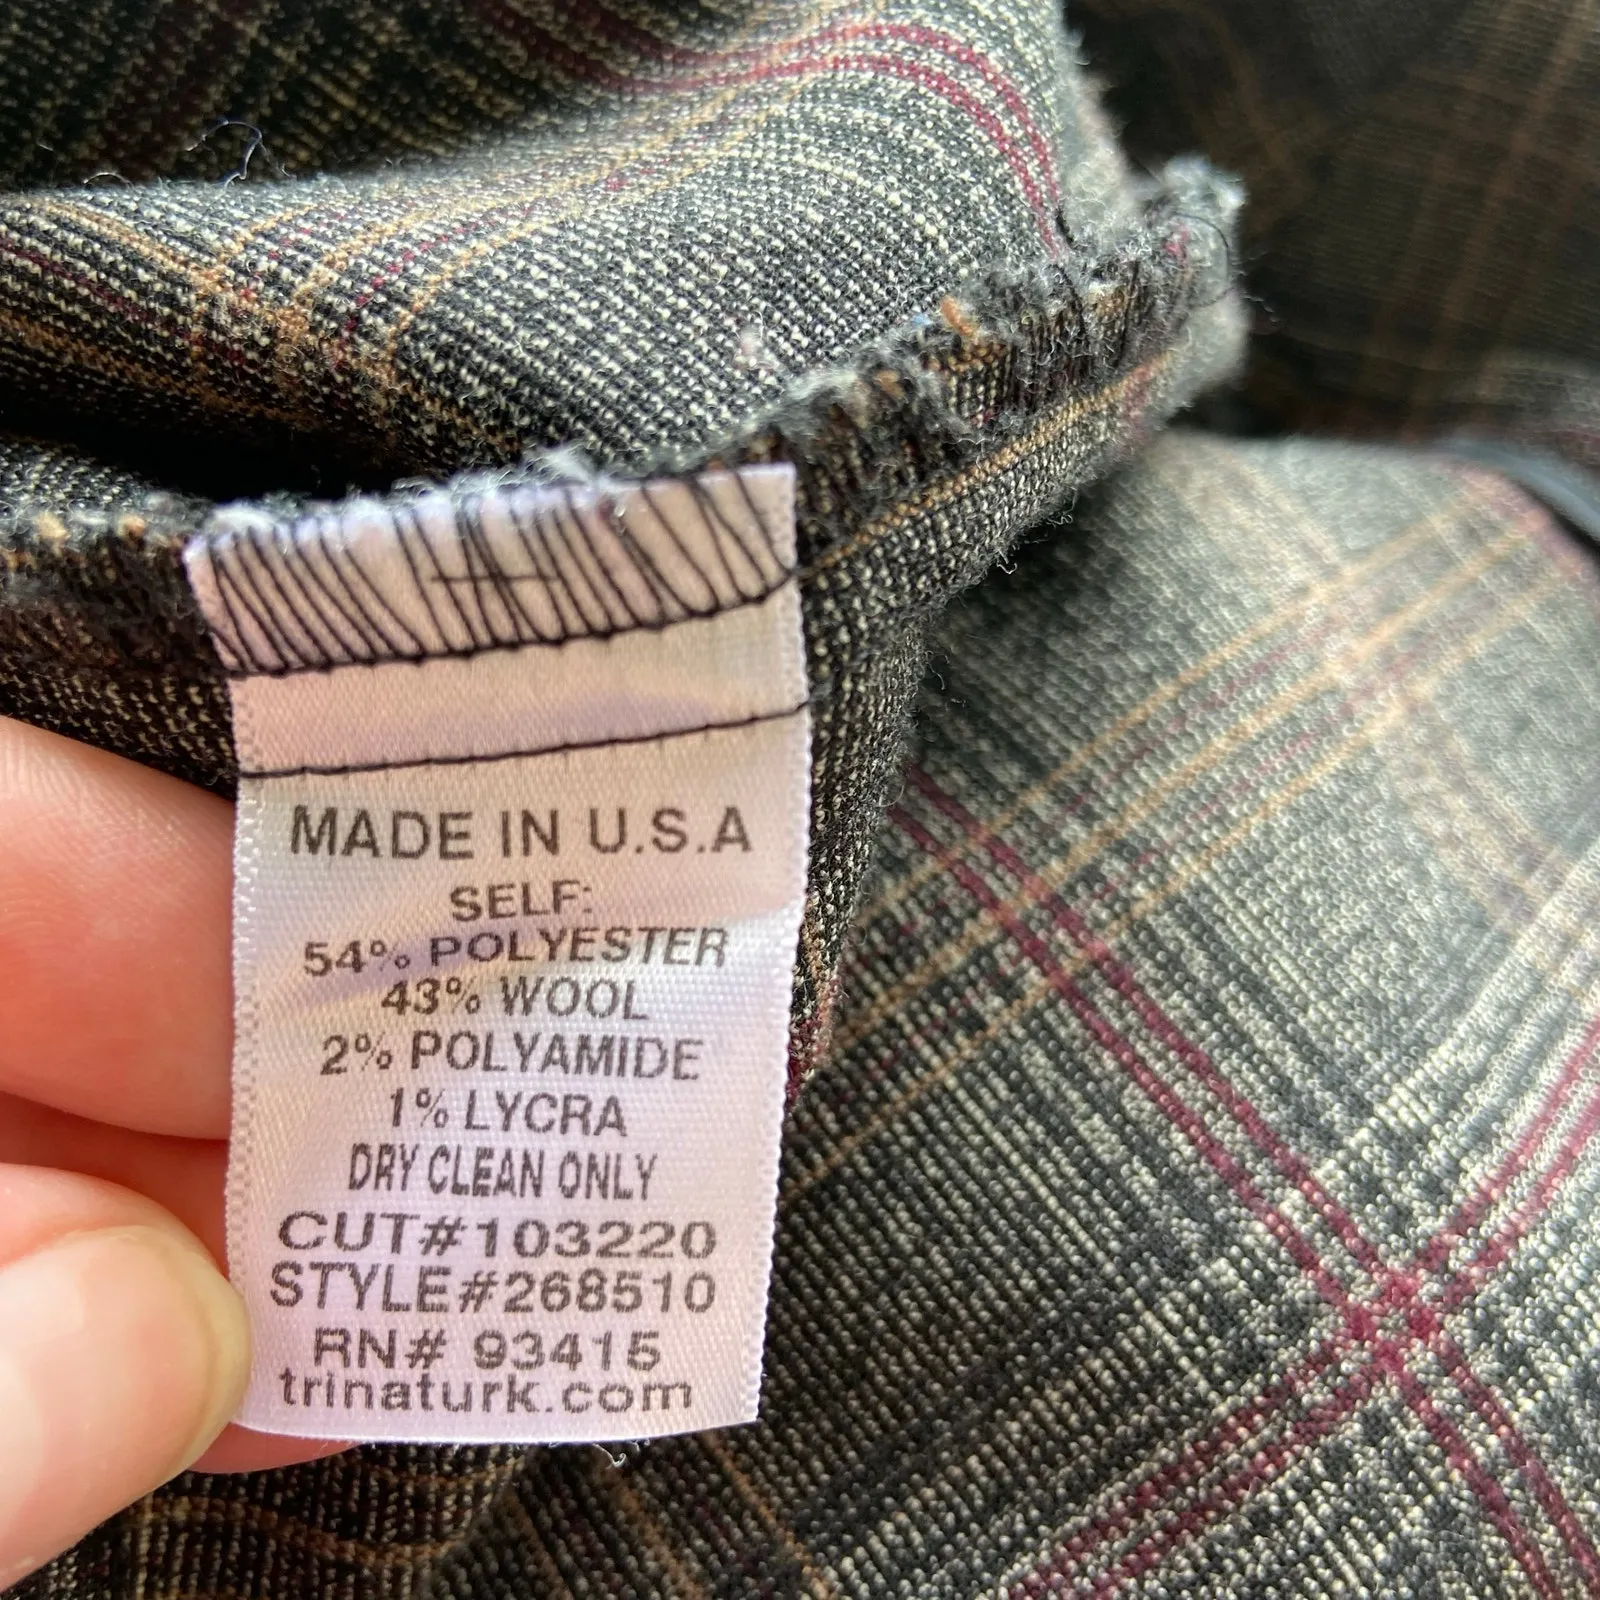 MADE IN U.S.A
SELF:
54% POLYESTER
43% WOOL
2% POLYAMIDE
1% LYCRA
DRY CLEAN ONLY
CUT#103220
STYLE#268510
RN# 93415
trinaturk.com